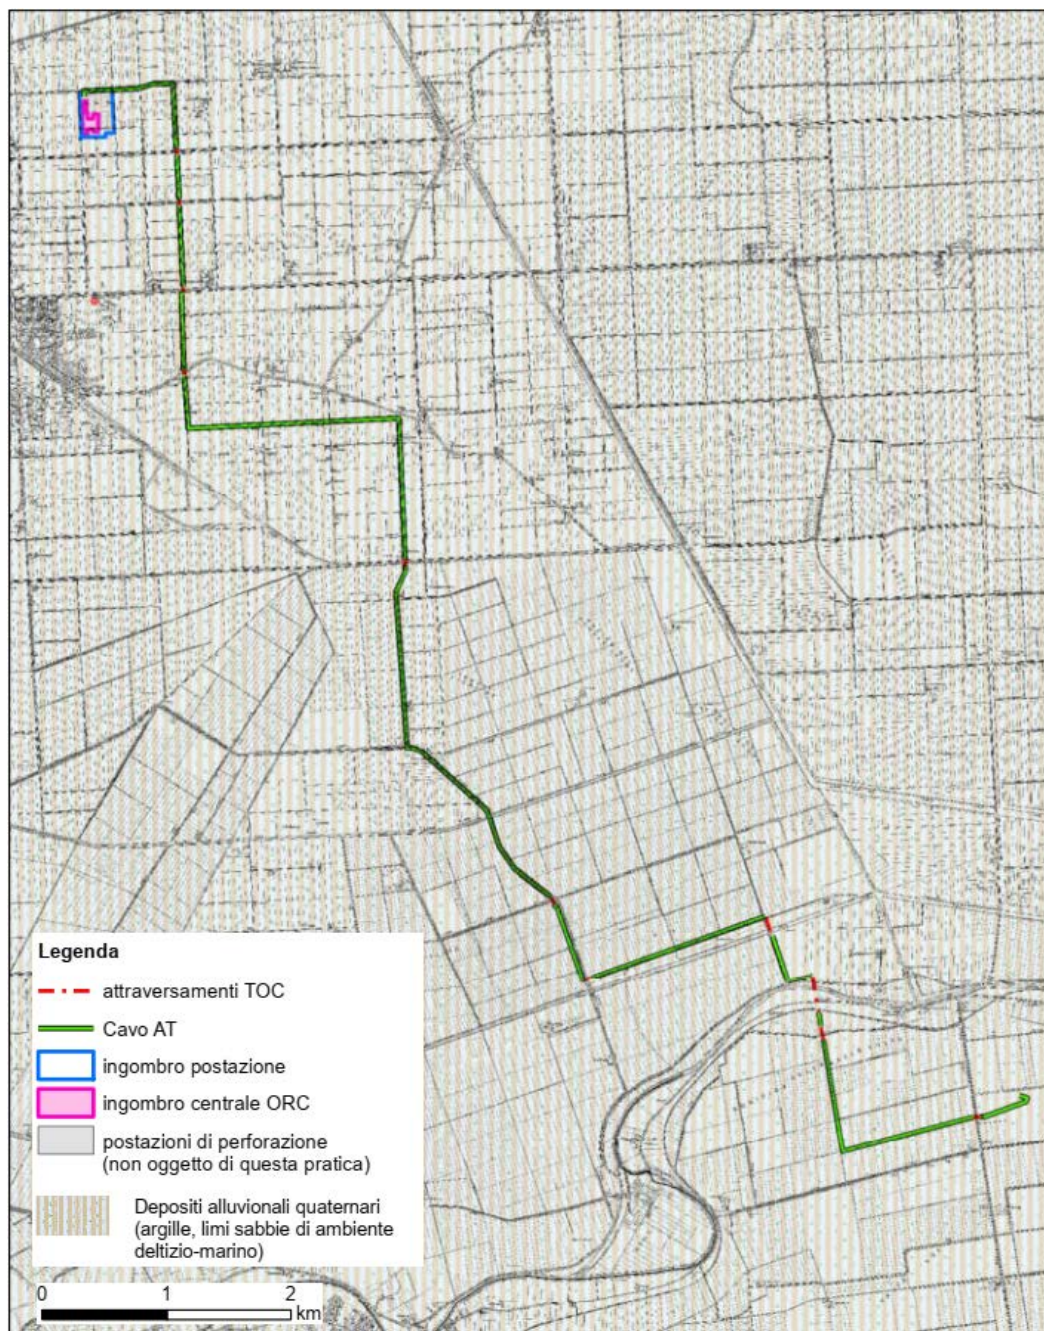 Legenda
attraversamenti TOC
Cavo AT
ingombro postazione
ingombro centrale ORC
postazioni di perforazione
(non oggetto di questa pratica)
Depositi alluvionali quaternari
(argille, limi sabbie di ambiente
deltizio-marino)
0 1 2
km